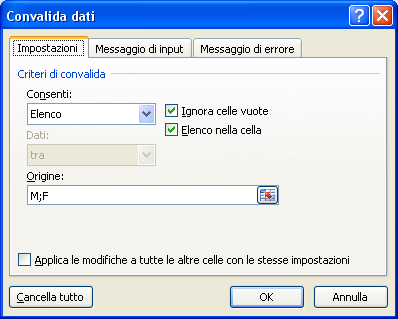 Convalida dati
Impostazioni Messaggio di input Messaggio di errore
Criteri di convalida
Consenti:
Elenco
Ignora celle vuote
Elenco nella cella
Dati:
tra
Origine:
M;F
Applica le modifiche a tutte le altre celle con le stesse impostazioni
Cancella tutto OK Annulla